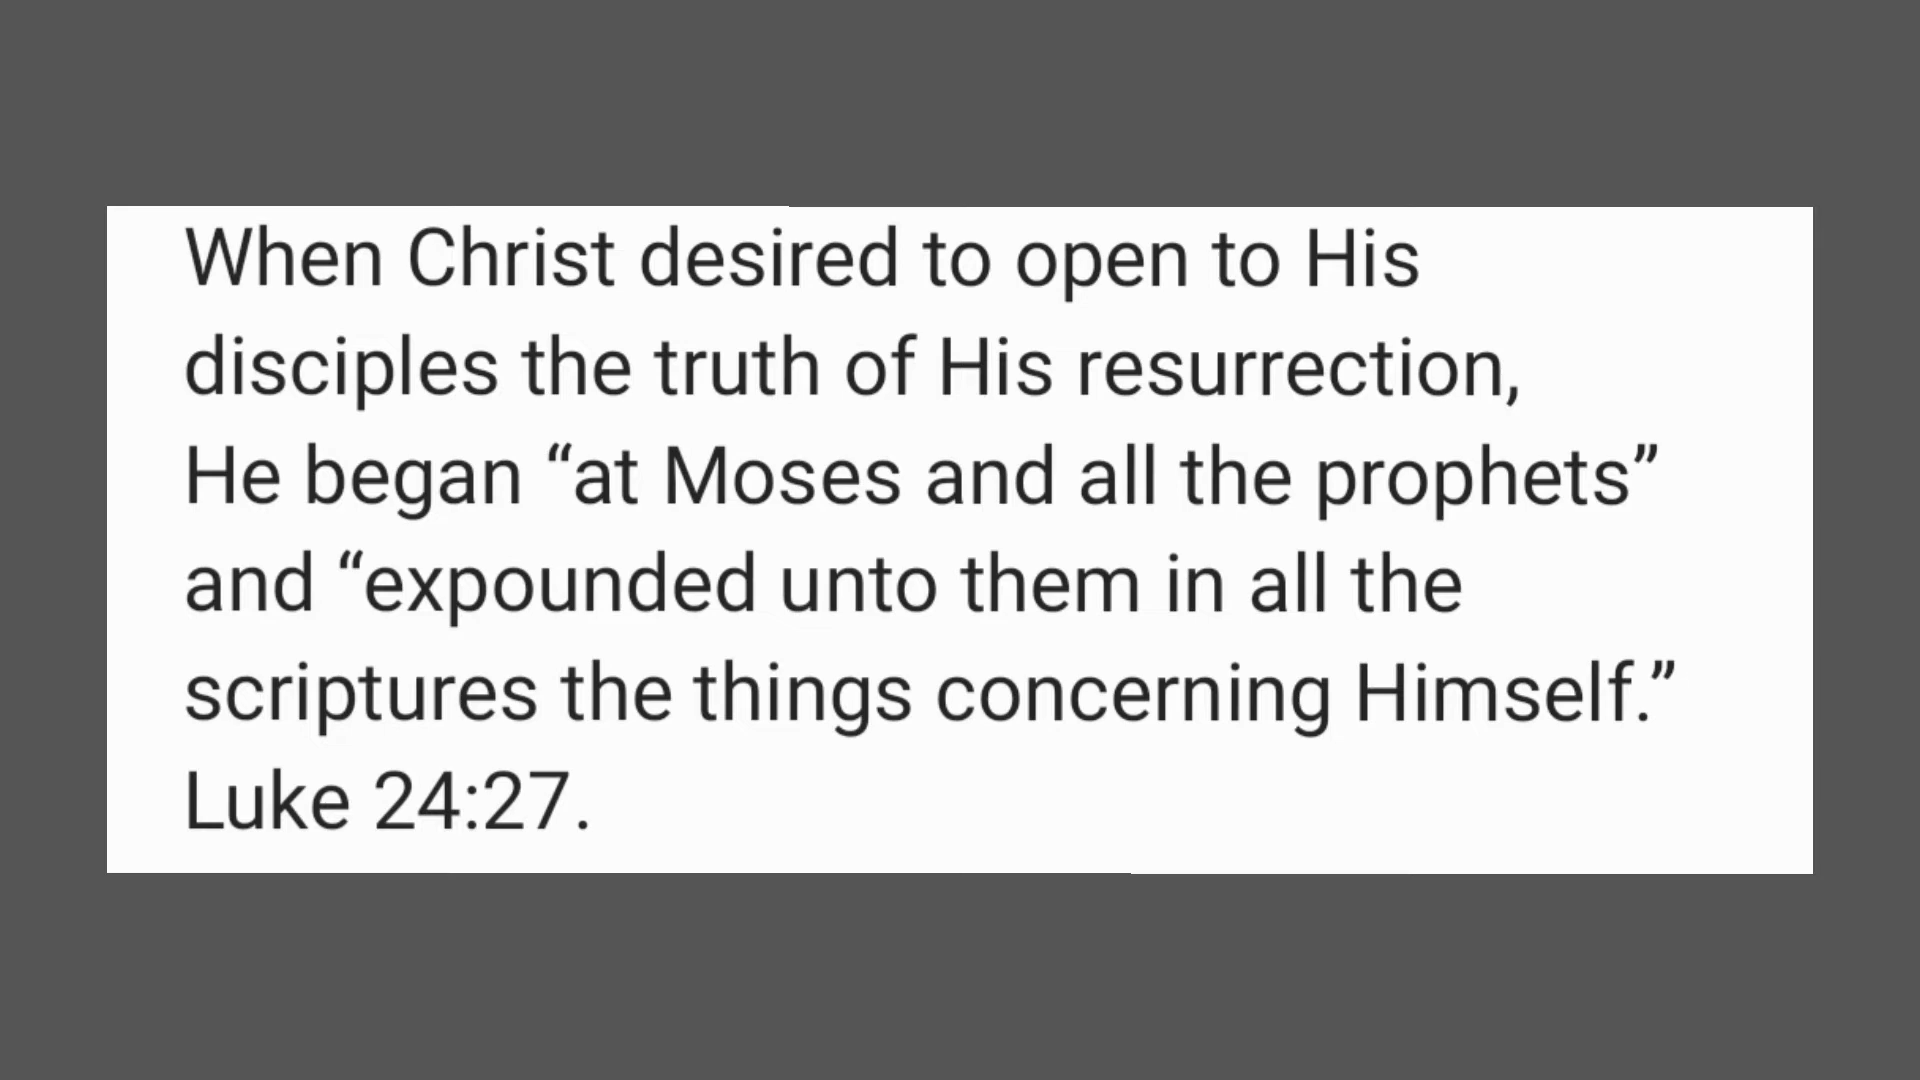 When Christ desired to open to His
disciples the truth of His resurrection,
He began “at Moses and all the prophets”
and “expounded unto them in all the
scriptures the things concerning Himself.”
Luke 24:27.